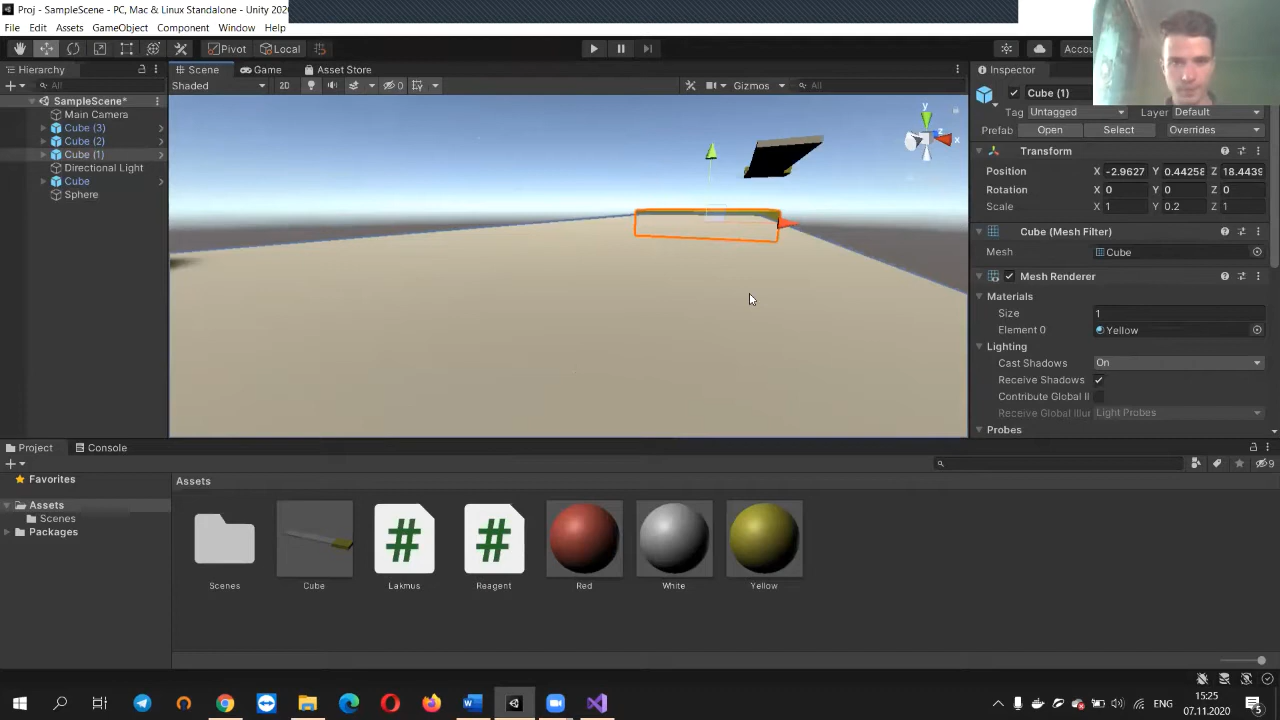 Proj - SampleScene - PC, Mac & Linux Standalone - Unity 202
File Edit Assets GameObject Component Window Help
Pivot Local Accou
Hierarchy Scene Game Asset Store Inspector
All Shaded 2D 0 Gizmos All Cube (1)
SampleScene*
Main Camera
Cube (3)
Cube (2)
Cube (1)
Directional Light
Cube
Sphere
y
x
z
Tag Untagged Layer Default
Prefab Open Select Overrides
Transform
Position X -2.9627 Y 0.44258 Z 18.4439
Rotation X 0 Y 0 Z 0
Scale X 1 Y 0.2 Z 1
Cube (Mesh Filter)
Mesh Cube
Mesh Renderer
Materials
Size 1
Element 0 Yellow
Lighting
Cast Shadows On
Receive Shadows
Contribute Global Il
Receive Global Illur Light Probes
Probes
Project Console
9
Favorites
Assets
Scenes
Packages
Assets
Scenes Cube Lakmus Reagent Red White Yellow
ENG 15:25
07.11.2020 5